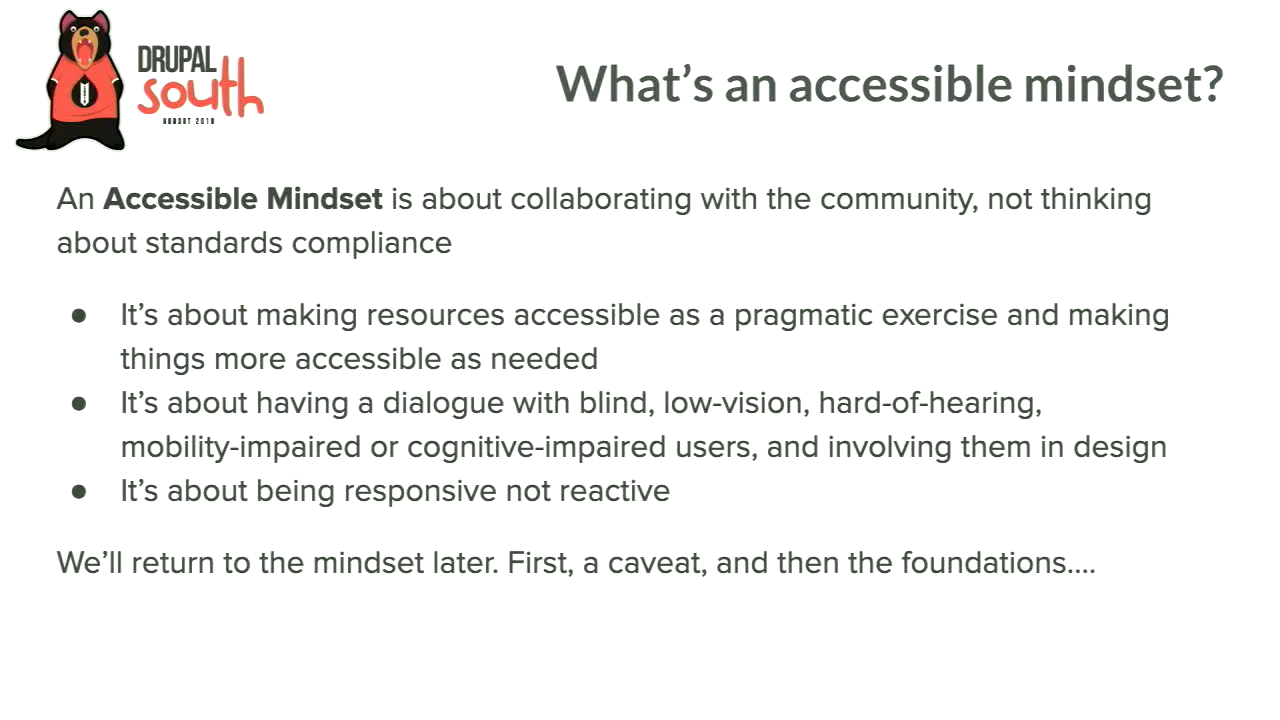 DRUPAL
south
HOBART 2019
What’s an accessible mindset?
An Accessible Mindset is about collaborating with the community, not thinking
about standards compliance
● It’s about making resources accessible as a pragmatic exercise and making
things more accessible as needed
● It’s about having a dialogue with blind, low-vision, hard-of-hearing,
mobility-impaired or cognitive-impaired users, and involving them in design
● It’s about being responsive not reactive
We’ll return to the mindset later. First, a caveat, and then the foundations....